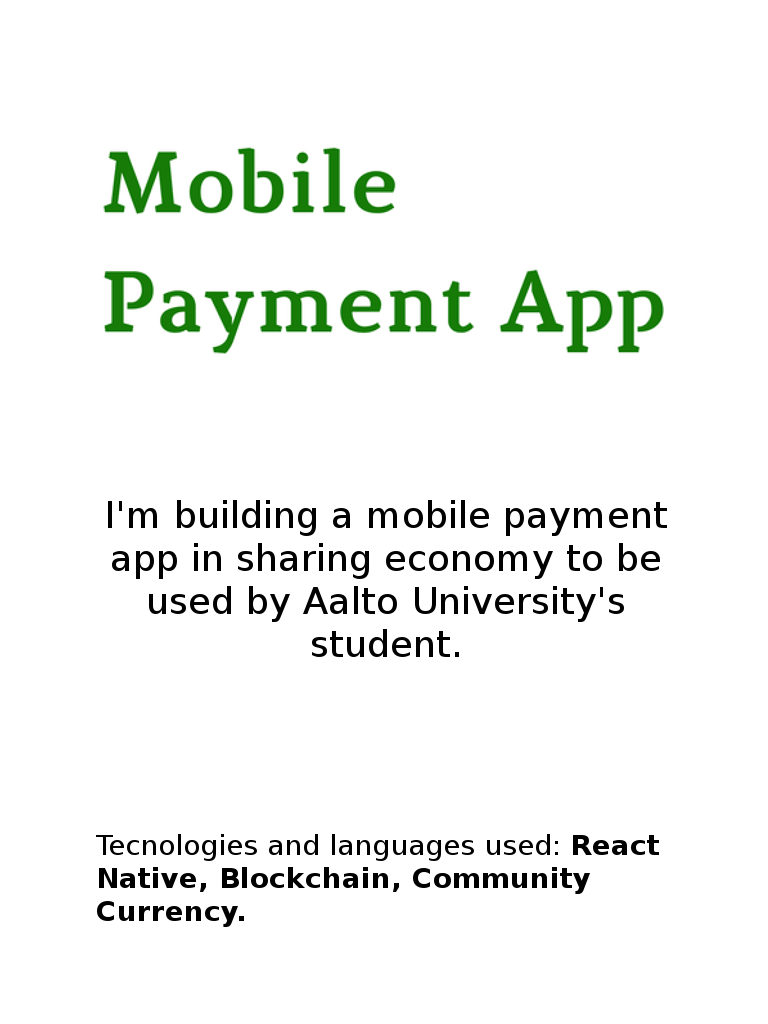 Mobile
Payment App
I'm building a mobile payment
app in sharing economy to be
used by Aalto University's
student.
Tecnologies and languages used: React
Native, Blockchain, Community
Currency.